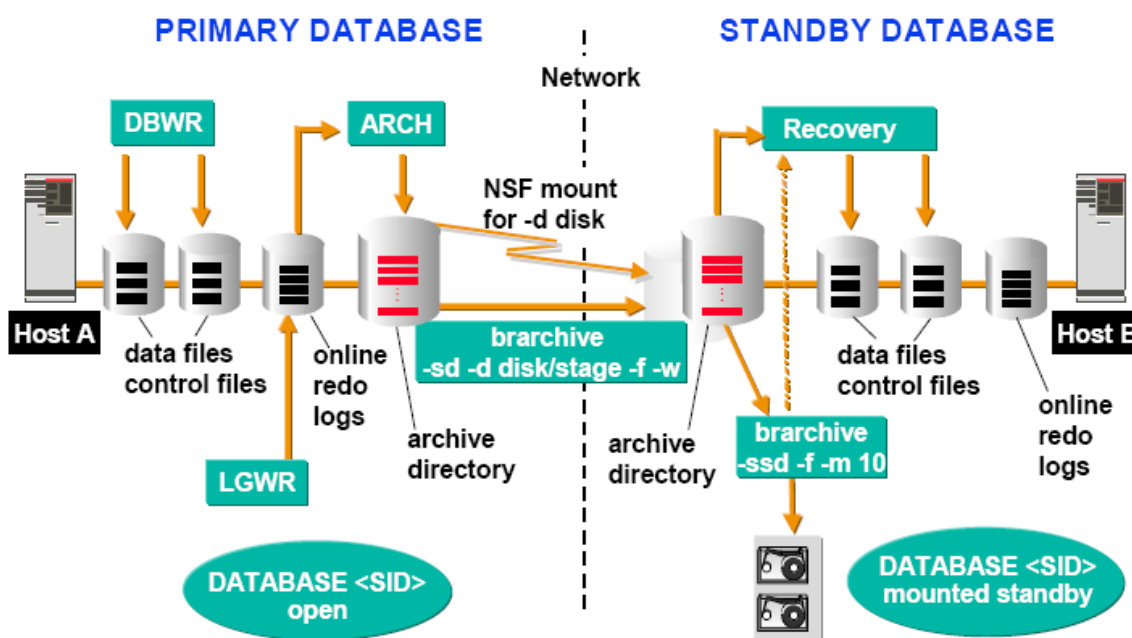 PRIMARY DATABASE
STANDBY DATABASE
Network
DBWR
ARCH
Recovery
NSF mount
for -d disk
Host A
data files
control files
online
redo
logs
archive
directory
LGWR
brarchive
-sd -d disk/stage -f -w
archive
directory
brarchive
-ssd -f -m 10
data files
control files
online
redo
logs
Host B
DATABASE <SID>
open
DATABASE <SID>
mounted standby